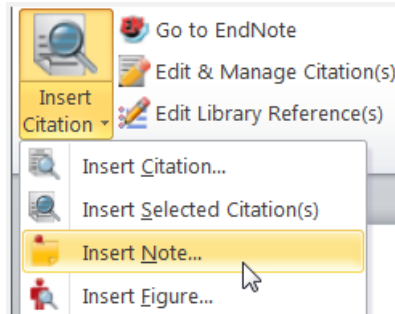 Go to EndNote
Edit & Manage Citation(s)
Insert
Citation
Edit Library Reference(s)
Insert Citation...
Insert Selected Citation(s)
Insert Note...
Insert Figure...